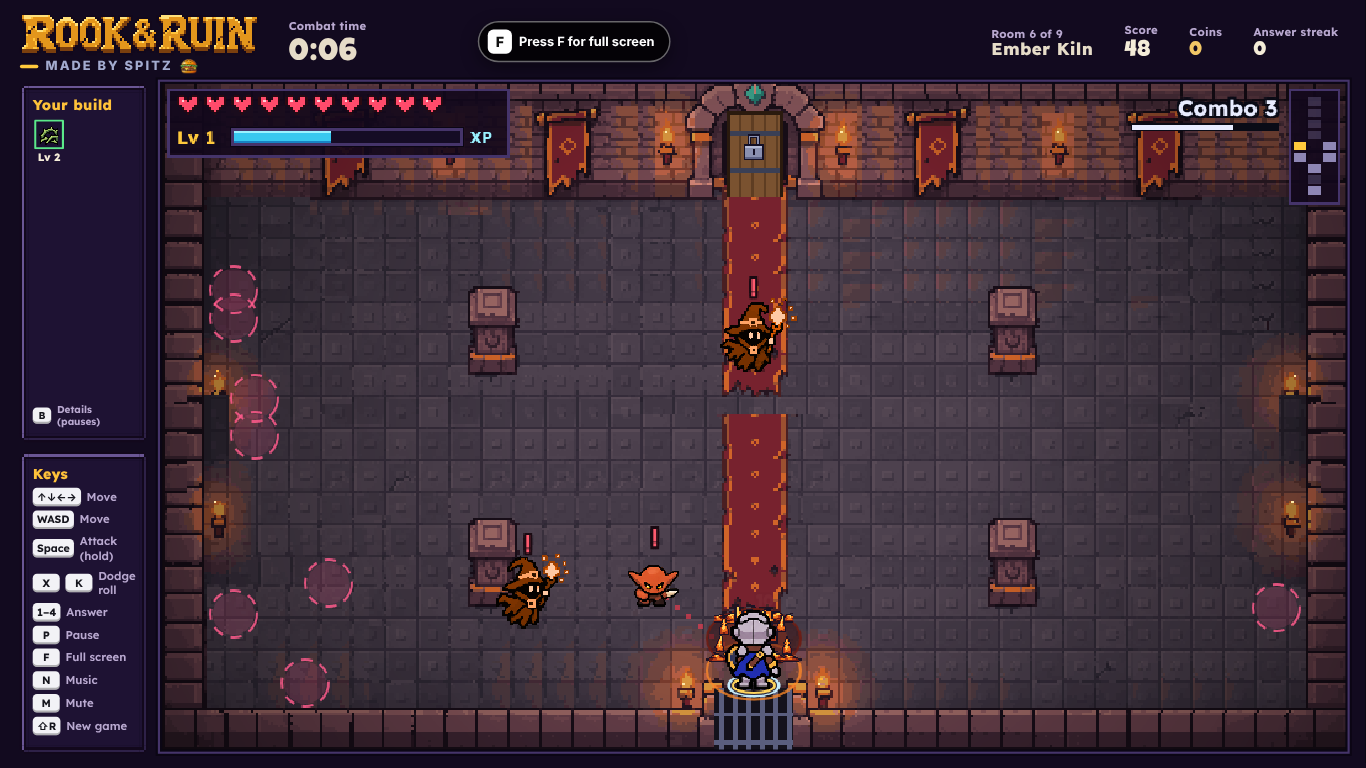 ROOK & RUIN
MADE BY SPITZ
Combat time
0:06
F Press F for full screen
Room 6 of 9
Ember Kiln
Score
48
Coins
0
Answer streak
0
Your build
Lv 2
B Details
(pauses)
Lv 1 XP
Combo 3
Keys
↑↓←→ Move
WASD Move
Space Attack
(hold)
X K Dodge
roll
1–4 Answer
P Pause
F Full screen
N Music
M Mute
⇧R New game